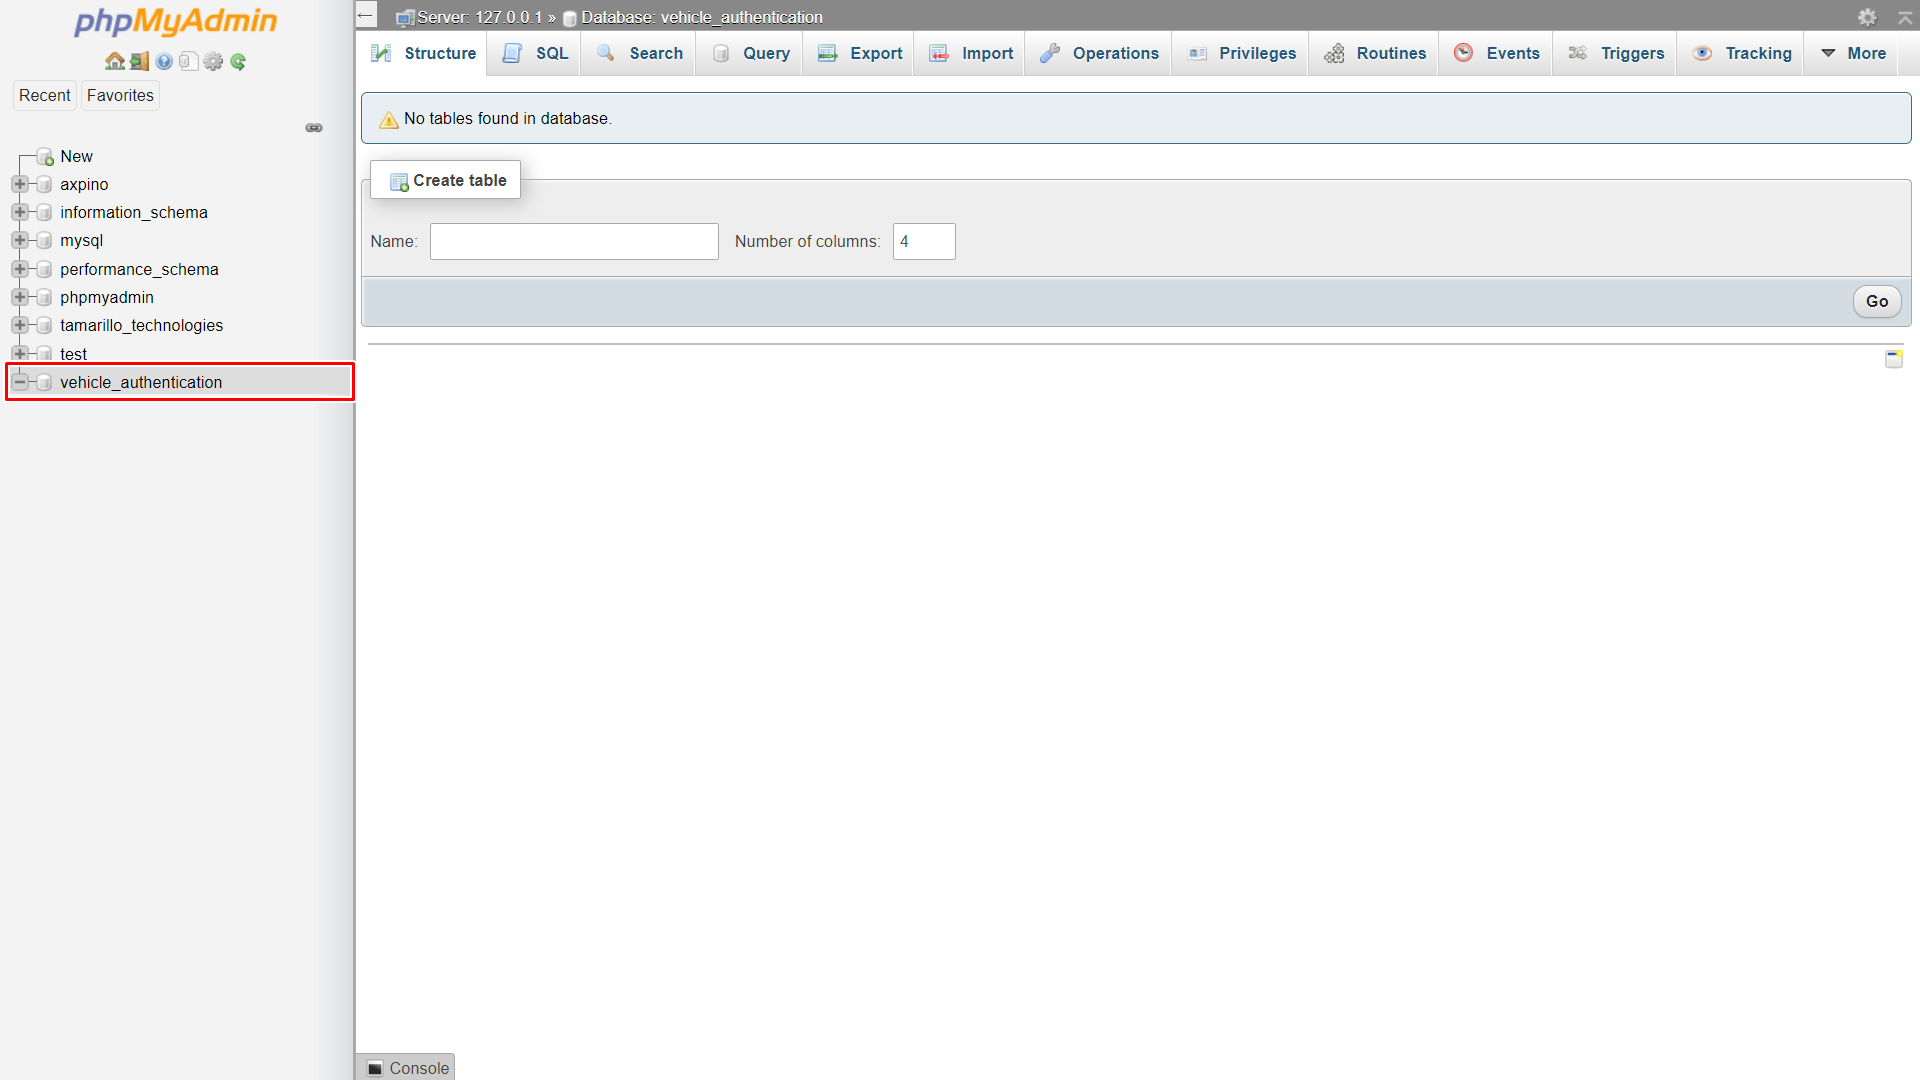 phpMyAdmin
Recent Favorites
New
axpino
information_schema
mysql
performance_schema
phpmyadmin
tamarillo_technologies
test
vehicle_authentication
Server: 127.0.0.1 » Database: vehicle_authentication
Structure SQL Search Query Export Import Operations Privileges Routines Events Triggers Tracking More
No tables found in database.
Create table
Name: Number of columns: 4
Go
Console